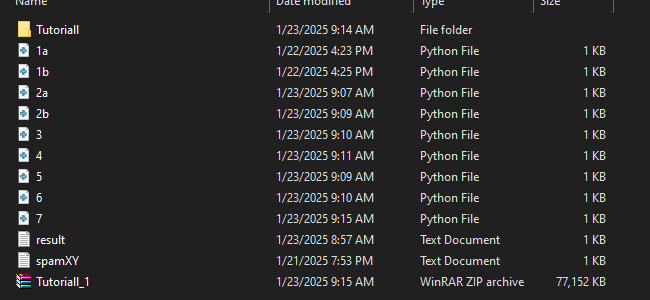 Name Date modified Type Size
Tutoriall 1/23/2025 9:14 AM File folder
1a 1/22/2025 4:23 PM Python File 1 KB
1b 1/22/2025 4:25 PM Python File 1 KB
2a 1/23/2025 9:07 AM Python File 1 KB
2b 1/23/2025 9:09 AM Python File 1 KB
3 1/23/2025 9:10 AM Python File 1 KB
4 1/23/2025 9:11 AM Python File 1 KB
5 1/23/2025 9:09 AM Python File 1 KB
6 1/23/2025 9:10 AM Python File 1 KB
7 1/23/2025 9:15 AM Python File 1 KB
result 1/23/2025 8:57 AM Text Document 1 KB
spamXY 1/21/2025 7:53 PM Text Document 1 KB
Tutoriall_1 1/23/2025 9:15 AM WinRAR ZIP archive 77,152 KB